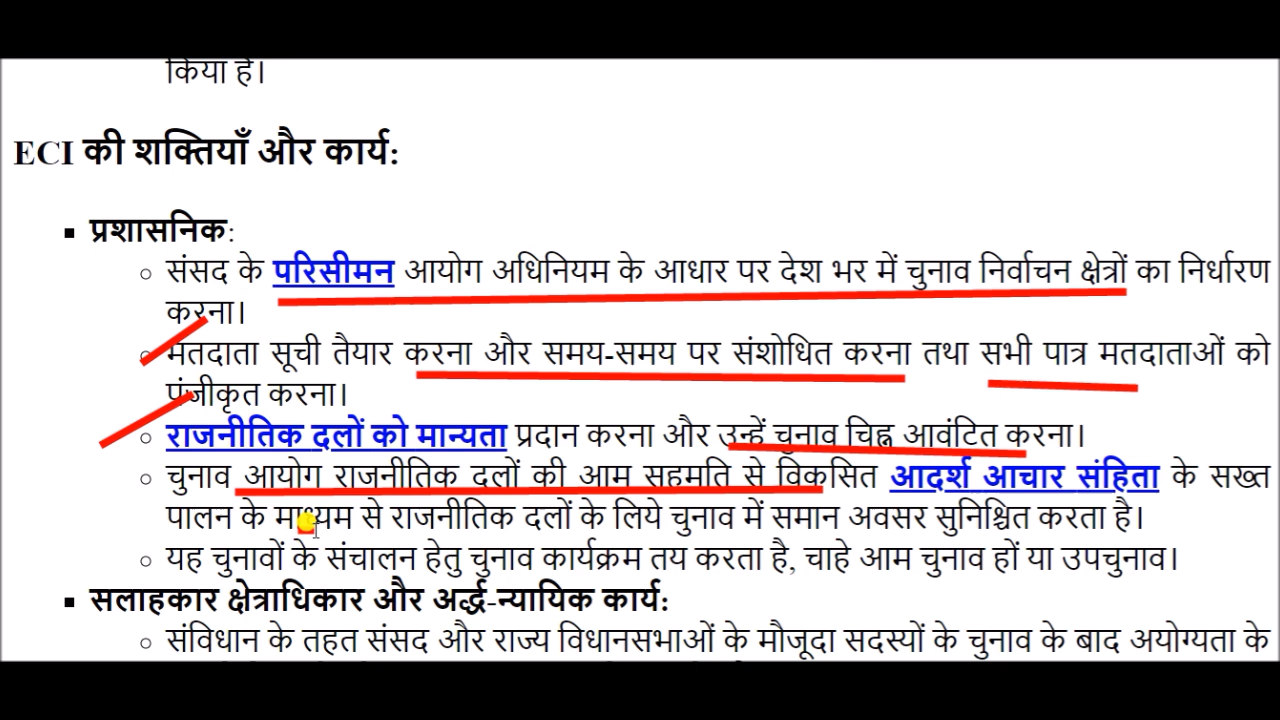 किया है।
ECI की शक्तियाँ और कार्य:
▪ प्रशासनिक:
○ संसद के परिसीमन आयोग अधिनियम के आधार पर देश भर में चुनाव निर्वाचन क्षेत्रों का निर्धारण
करना।
○ मतदाता सूची तैयार करना और समय-समय पर संशोधित करना तथा सभी पात्र मतदाताओं को
पंजीकृत करना।
○ राजनीतिक दलों को मान्यता प्रदान करना और उन्हें चुनाव चिह्न आवंटित करना।
○ चुनाव आयोग राजनीतिक दलों की आम सहमति से विकसित आदर्श आचार संहिता के सख्त
पालन के माध्यम से राजनीतिक दलों के लिये चुनाव में समान अवसर सुनिश्चित करता है।
○ यह चुनावों के संचालन हेतु चुनाव कार्यक्रम तय करता है, चाहे आम चुनाव हों या उपचुनाव।
▪ सलाहकार क्षेत्राधिकार और अर्द्ध-न्यायिक कार्य:
○ संविधान के तहत संसद और राज्य विधानसभाओं के मौजूदा सदस्यों के चुनाव के बाद अयोग्यता के